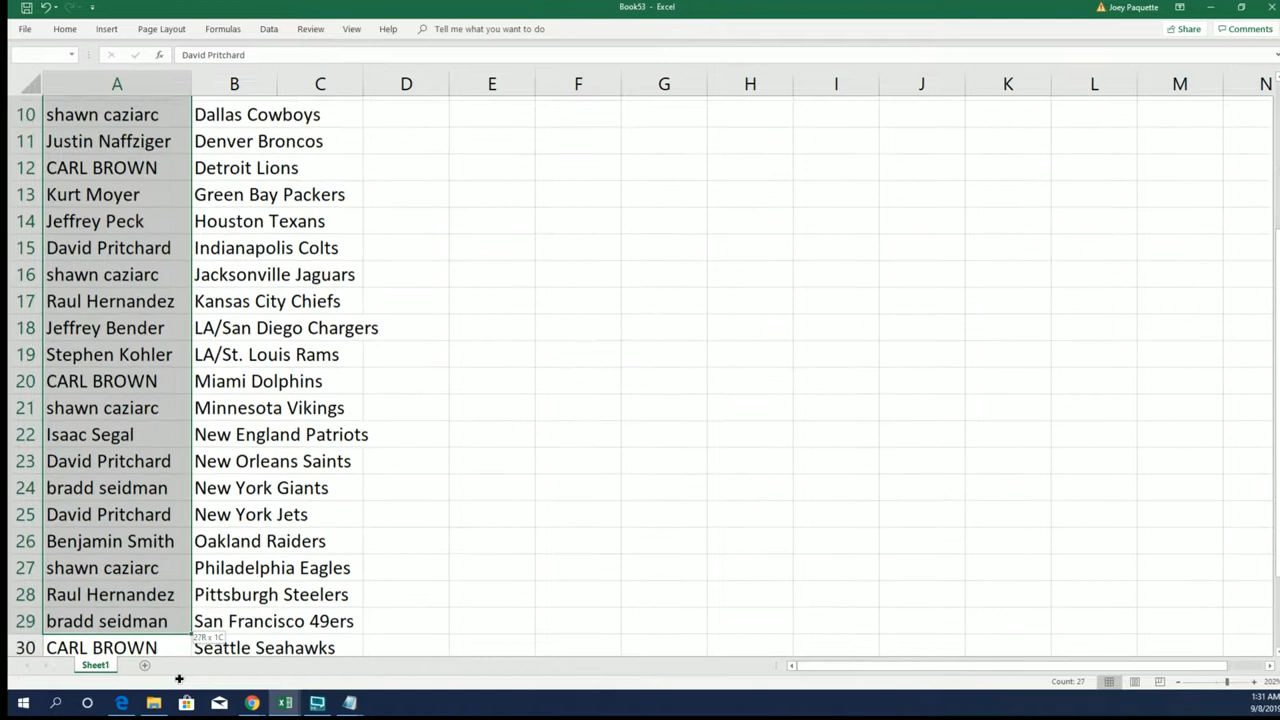 Book53 - Excel
Joey Paquette
File Home Insert Page Layout Formulas Data Review View Help Tell me what you want to do Share Comments
David Pritchard
A B C D E F G H I J K L M N
10 shawn caziarc Dallas Cowboys
11 Justin Naffziger Denver Broncos
12 CARL BROWN Detroit Lions
13 Kurt Moyer Green Bay Packers
14 Jeffrey Peck Houston Texans
15 David Pritchard Indianapolis Colts
16 shawn caziarc Jacksonville Jaguars
17 Raul Hernandez Kansas City Chiefs
18 Jeffrey Bender LA/San Diego Chargers
19 Stephen Kohler LA/St. Louis Rams
20 CARL BROWN Miami Dolphins
21 shawn caziarc Minnesota Vikings
22 Isaac Segal New England Patriots
23 David Pritchard New Orleans Saints
24 bradd seidman New York Giants
25 David Pritchard New York Jets
26 Benjamin Smith Oakland Raiders
27 shawn caziarc Philadelphia Eagles
28 Raul Hernandez Pittsburgh Steelers
29 bradd seidman San Francisco 49ers
27R x 1C
30 CARL BROWN Seattle Seahawks
Sheet1
Count: 27 202%
1:31 AM
9/8/2019